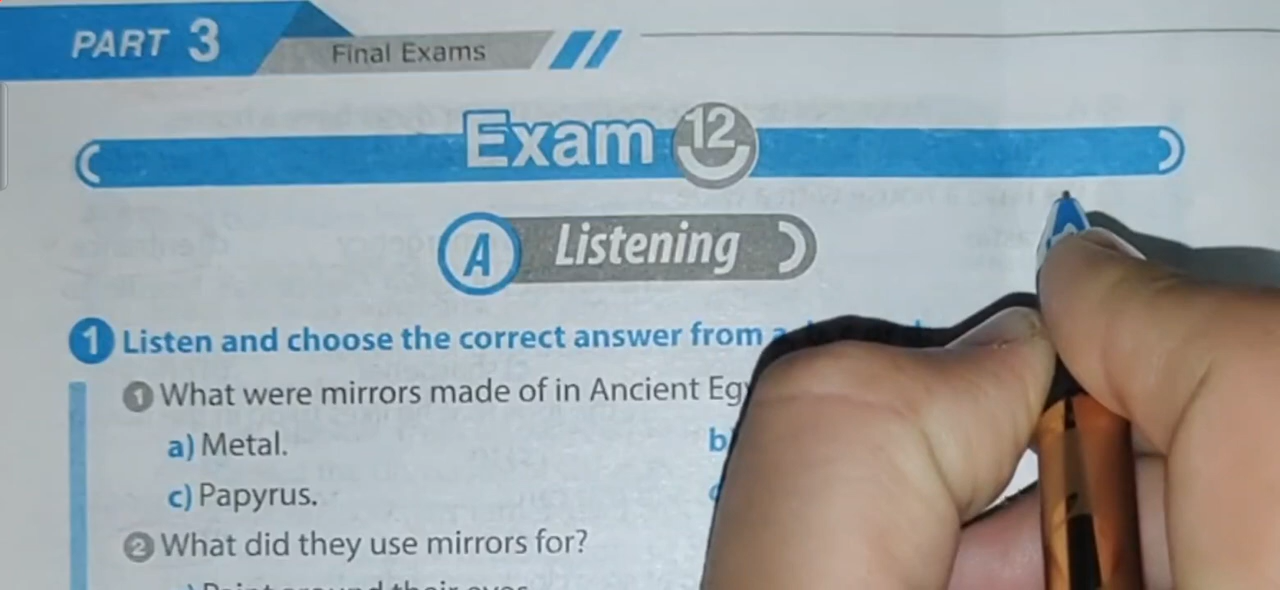 PART 3
Final Exams
Exam 12
A Listening
1 Listen and choose the correct answer from
1 What were mirrors made of in Ancient
a) Metal.
b
c) Papyrus.
2 What did they use mirrors for?